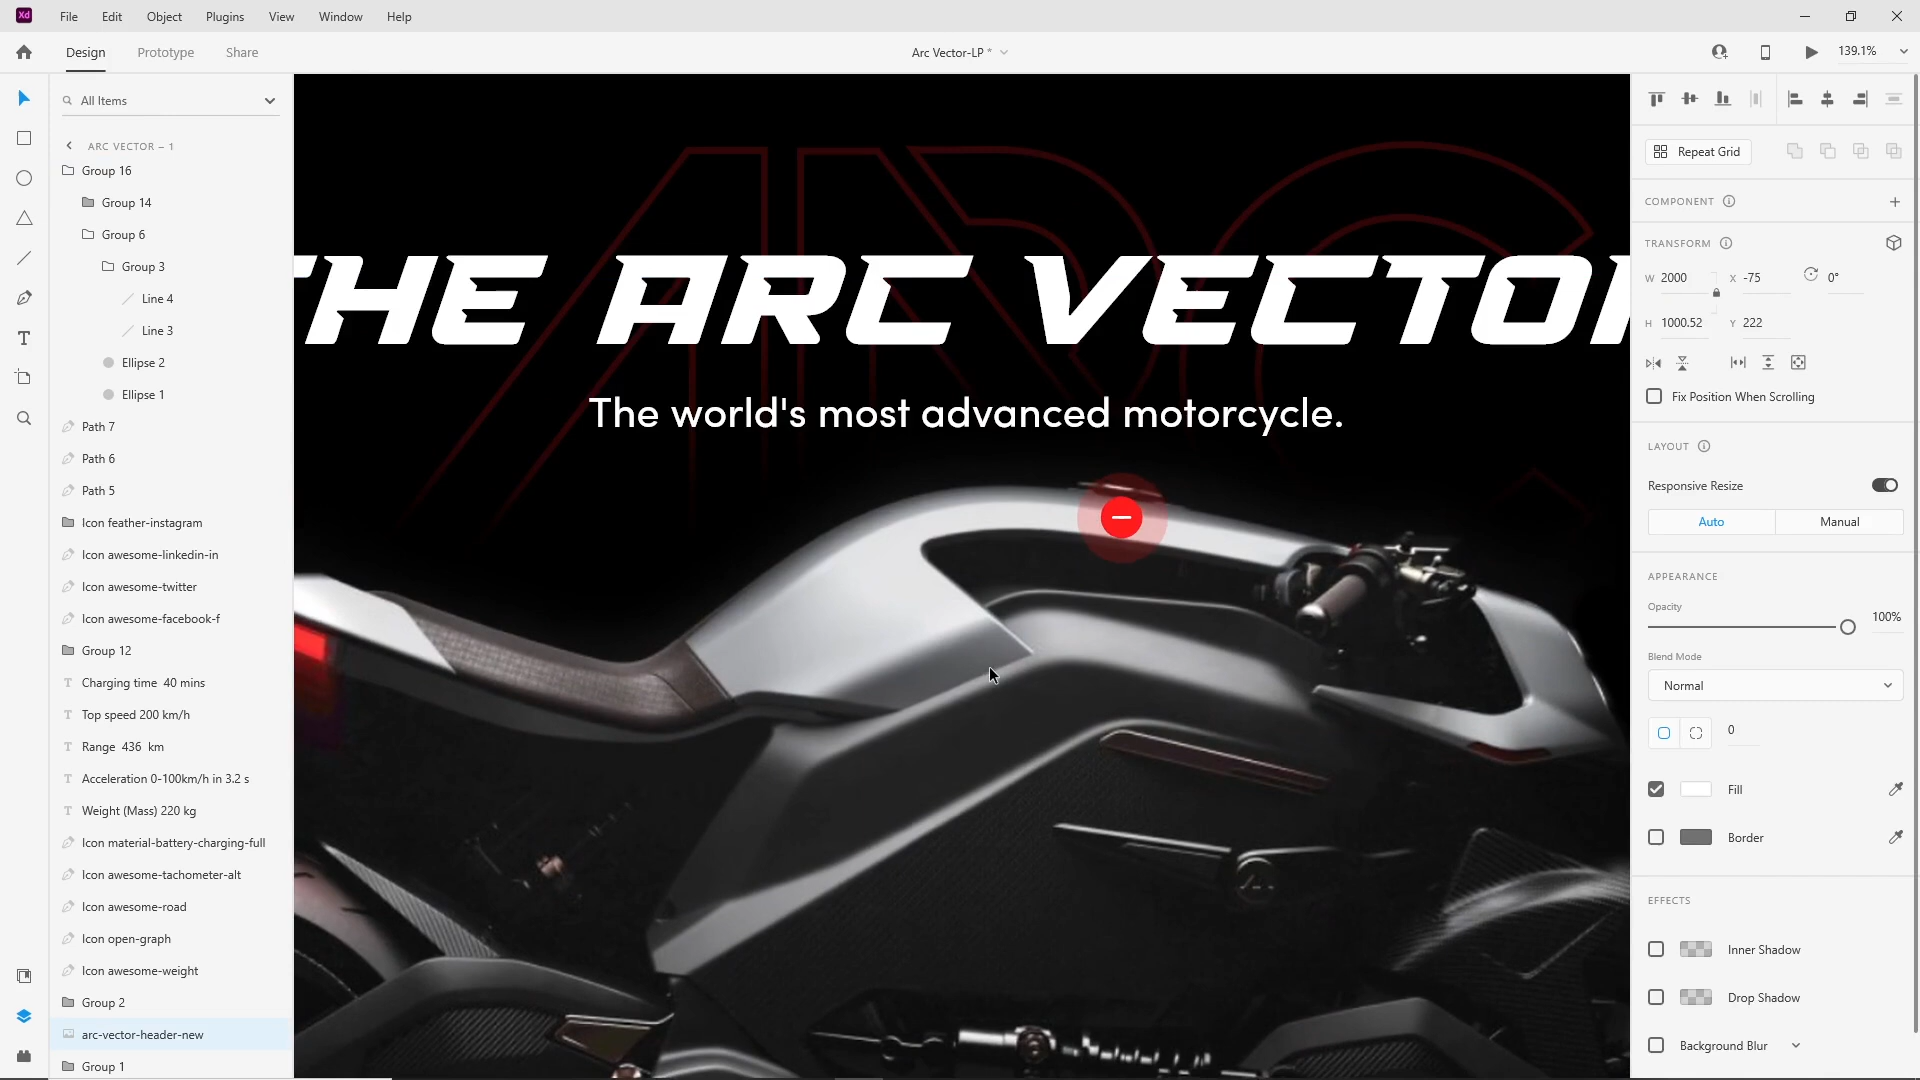 Xd File Edit Object Plugins View Window Help
Design Prototype Share Arc Vector-LP * 139.1%
All Items
ARC VECTOR – 1
Group 16
Group 14
Group 6
Group 3
Line 4
Line 3
Ellipse 2
Ellipse 1
Path 7
Path 6
Path 5
Icon feather-instagram
Icon awesome-linkedin-in
Icon awesome-twitter
Icon awesome-facebook-f
Group 12
T Charging time 40 mins
T Top speed 200 km/h
T Range 436 km
T Acceleration 0-100km/h in 3.2 s
T Weight (Mass) 220 kg
Icon material-battery-charging-full
Icon awesome-tachometer-alt
Icon awesome-road
Icon open-graph
Icon awesome-weight
Group 2
arc-vector-header-new
Group 1
ARC
THE ARC VECTOR
The world's most advanced motorcycle.
Repeat Grid
COMPONENT
TRANSFORM
W 2000 X -75 0°
H 1000.52 Y 222
Fix Position When Scrolling
LAYOUT
Responsive Resize
Auto Manual
APPEARANCE
Opacity
100%
Blend Mode
Normal
0
Fill
Border
EFFECTS
Inner Shadow
Drop Shadow
Background Blur